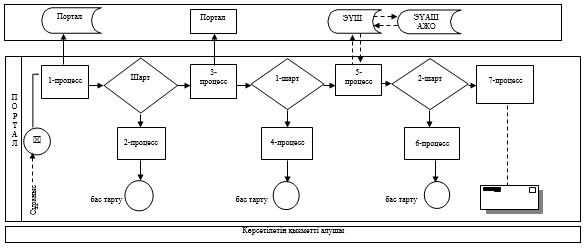 Портал
Портал
ЭҮШ
ЭҮАШ
АЖО
ПОРТАЛ
1-процесс
Шарт
3-
процесс
1-шарт
5-
процесс
2-шарт
7-процесс
2-процесс
4-процесс
6-процесс
Сұраныс
бас тарту
бас тарту
бас тарту
Көрсетілетін қызметті алушы